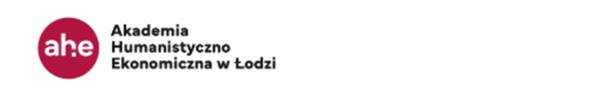 ahe
Akademia
Humanistyczno
Ekonomiczna w Łodzi